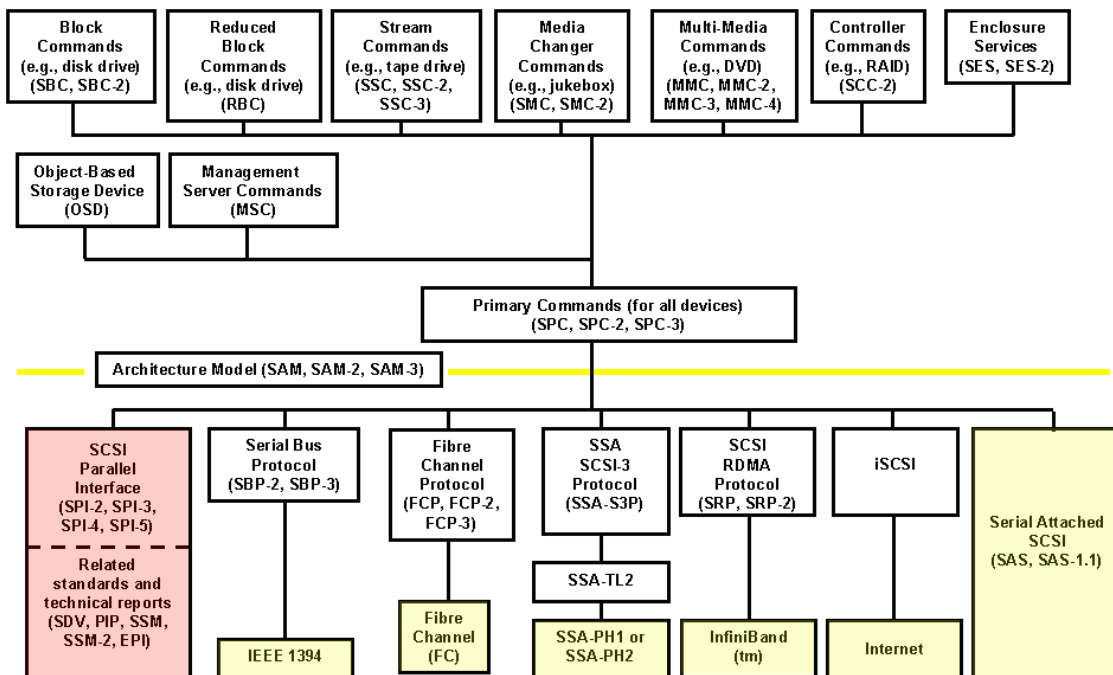 Block
Commands
(e.g., disk drive)
(SBC, SBC-2)
Reduced
Block
Commands
(e.g., disk drive)
(RBC)
Stream
Commands
(e.g., tape drive)
(SSC, SSC-2,
SSC-3)
Media
Changer
Commands
(e.g., jukebox)
(SMC, SMC-2)
Multi-Media
Commands
(e.g., DVD)
(MMC, MMC-2,
MMC-3, MMC-4)
Controller
Commands
(e.g., RAID)
(SCC-2)
Enclosure
Services
(SES, SES-2)
Object-Based
Storage Device
(OSD)
Management
Server Commands
(MSC)
Primary Commands (for all devices)
(SPC, SPC-2, SPC-3)
Architecture Model (SAM, SAM-2, SAM-3)
SCSI
Parallel
Interface
(SPI-2, SPI-3,
SPI-4, SPI-5)
Related
standards and
technical reports
(SDV, PIP, SSM,
SSM-2, EPI)
Serial Bus
Protocol
(SBP-2, SBP-3)
IEEE 1394
Fibre
Channel
Protocol
(FCP, FCP-2,
FCP-3)
Fibre
Channel
(FC)
SSA
SCSI-3
Protocol
(SSA-S3P)
SSA-TL2
SSA-PH1 or
SSA-PH2
SCSI
RDMA
Protocol
(SRP, SRP-2)
InfiniBand
(tm)
iSCSI
Internet
Serial Attached
SCSI
(SAS, SAS-1.1)